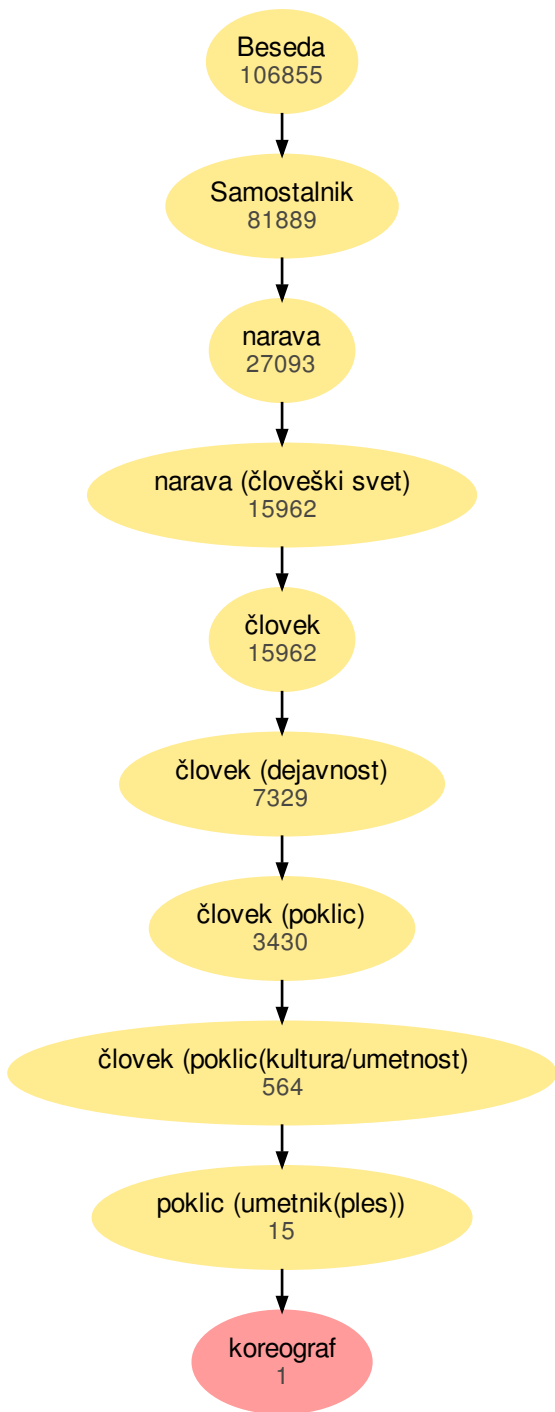 Beseda
106855
Samostalnik
81889
narava
27093
narava (človeški svet)
15962
človek
15962
človek (dejavnost)
7329
človek (poklic)
3430
človek (poklic(kultura/umetnost)
564
poklic (umetnik(ples))
15
koreograf
1